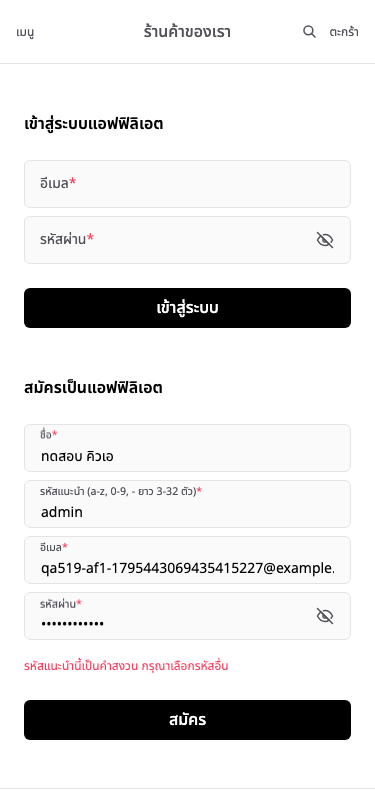 เมนู
ร้านค้าของเรา
ตะกร้า
เข้าสู่ระบบแอฟฟิลิเอต
อีเมล*
รหัสผ่าน*
เข้าสู่ระบบ
สมัครเป็นแอฟฟิลิเอต
ชื่อ*
ทดสอบ คิวเอ
รหัสแนะนำ (a-z, 0-9, - ยาว 3-32 ตัว)*
admin
อีเมล*
qa519-af1-1795443069435415227@example.
รหัสผ่าน*
••••••••••••
รหัสแนะนำนี้เป็นคำสงวน กรุณาเลือกรหัสอื่น
สมัคร